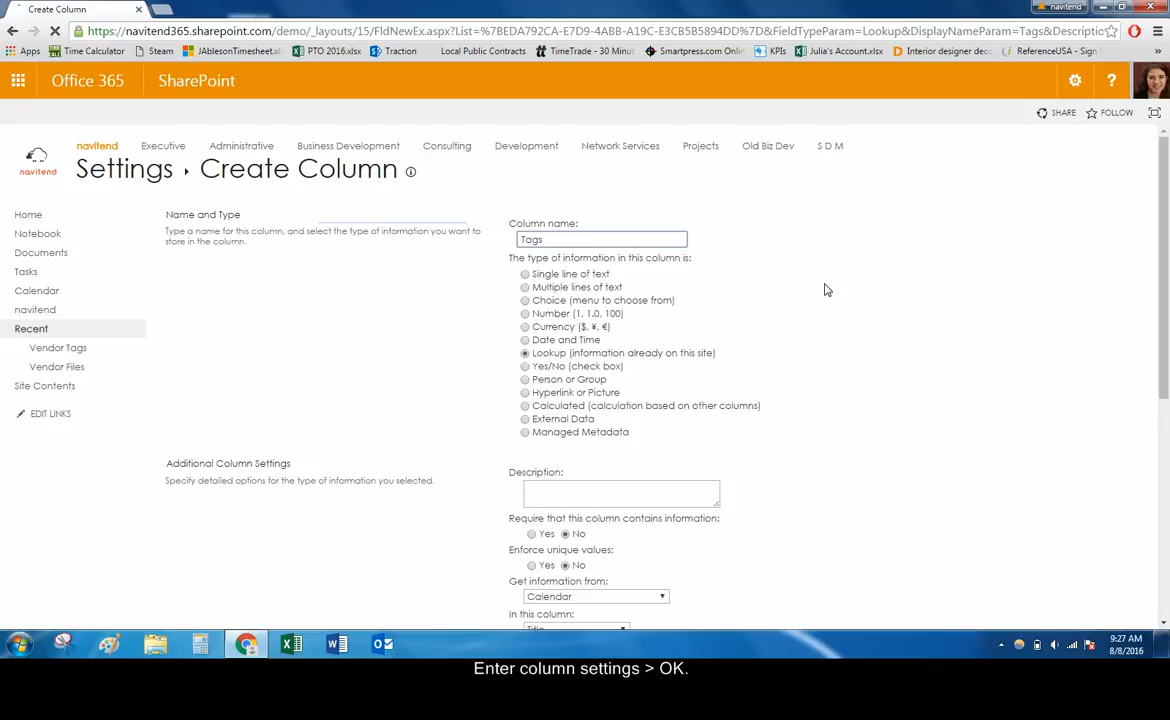 Create Column
navitend
https://navitend365.sharepoint.com/demo/_layouts/15/FldNewEx.aspx?List=%7BEDA792CA-E7D9-4ABB-A19C-E3CB5B5894DD%7D&FieldTypeParam=Lookup&DisplayNameParam=Tags&Descriptic
Apps Time Calculator Steam JAblesonTimesheet.xl PTO 2016.xlsx Traction Local Public Contracts TimeTrade - 30 Minu Smartpress.com Onlin KPIs Julia's Account.xlsx Interior designer dec ReferenceUSA - Sign
Office 365 SharePoint ?
SHARE FOLLOW
navitend Executive Administrative Business Development Consulting Development Network Services Projects Old Biz Dev S D M
navitend
Settings ▸ Create Column
Home
Notebook
Documents
Tasks
Calendar
navitend
Recent
Vendor Tags
Vendor Files
Site Contents
EDIT LINKS
Name and Type
Type a name for this column, and select the type of information you want to
store in the column.
Column name:
Tags
The type of information in this column is:
Single line of text
Multiple lines of text
Choice (menu to choose from)
Number (1, 1.0, 100)
Currency ($, ¥, €)
Date and Time
Lookup (information already on this site)
Yes/No (check box)
Person or Group
Hyperlink or Picture
Calculated (calculation based on other columns)
External Data
Managed Metadata
Additional Column Settings
Specify detailed options for the type of information you selected.
Description:
Require that this column contains information:
Yes No
Enforce unique values:
Yes No
Get information from:
Calendar
In this column:
Title
9:27 AM
8/8/2016
Enter column settings > OK.